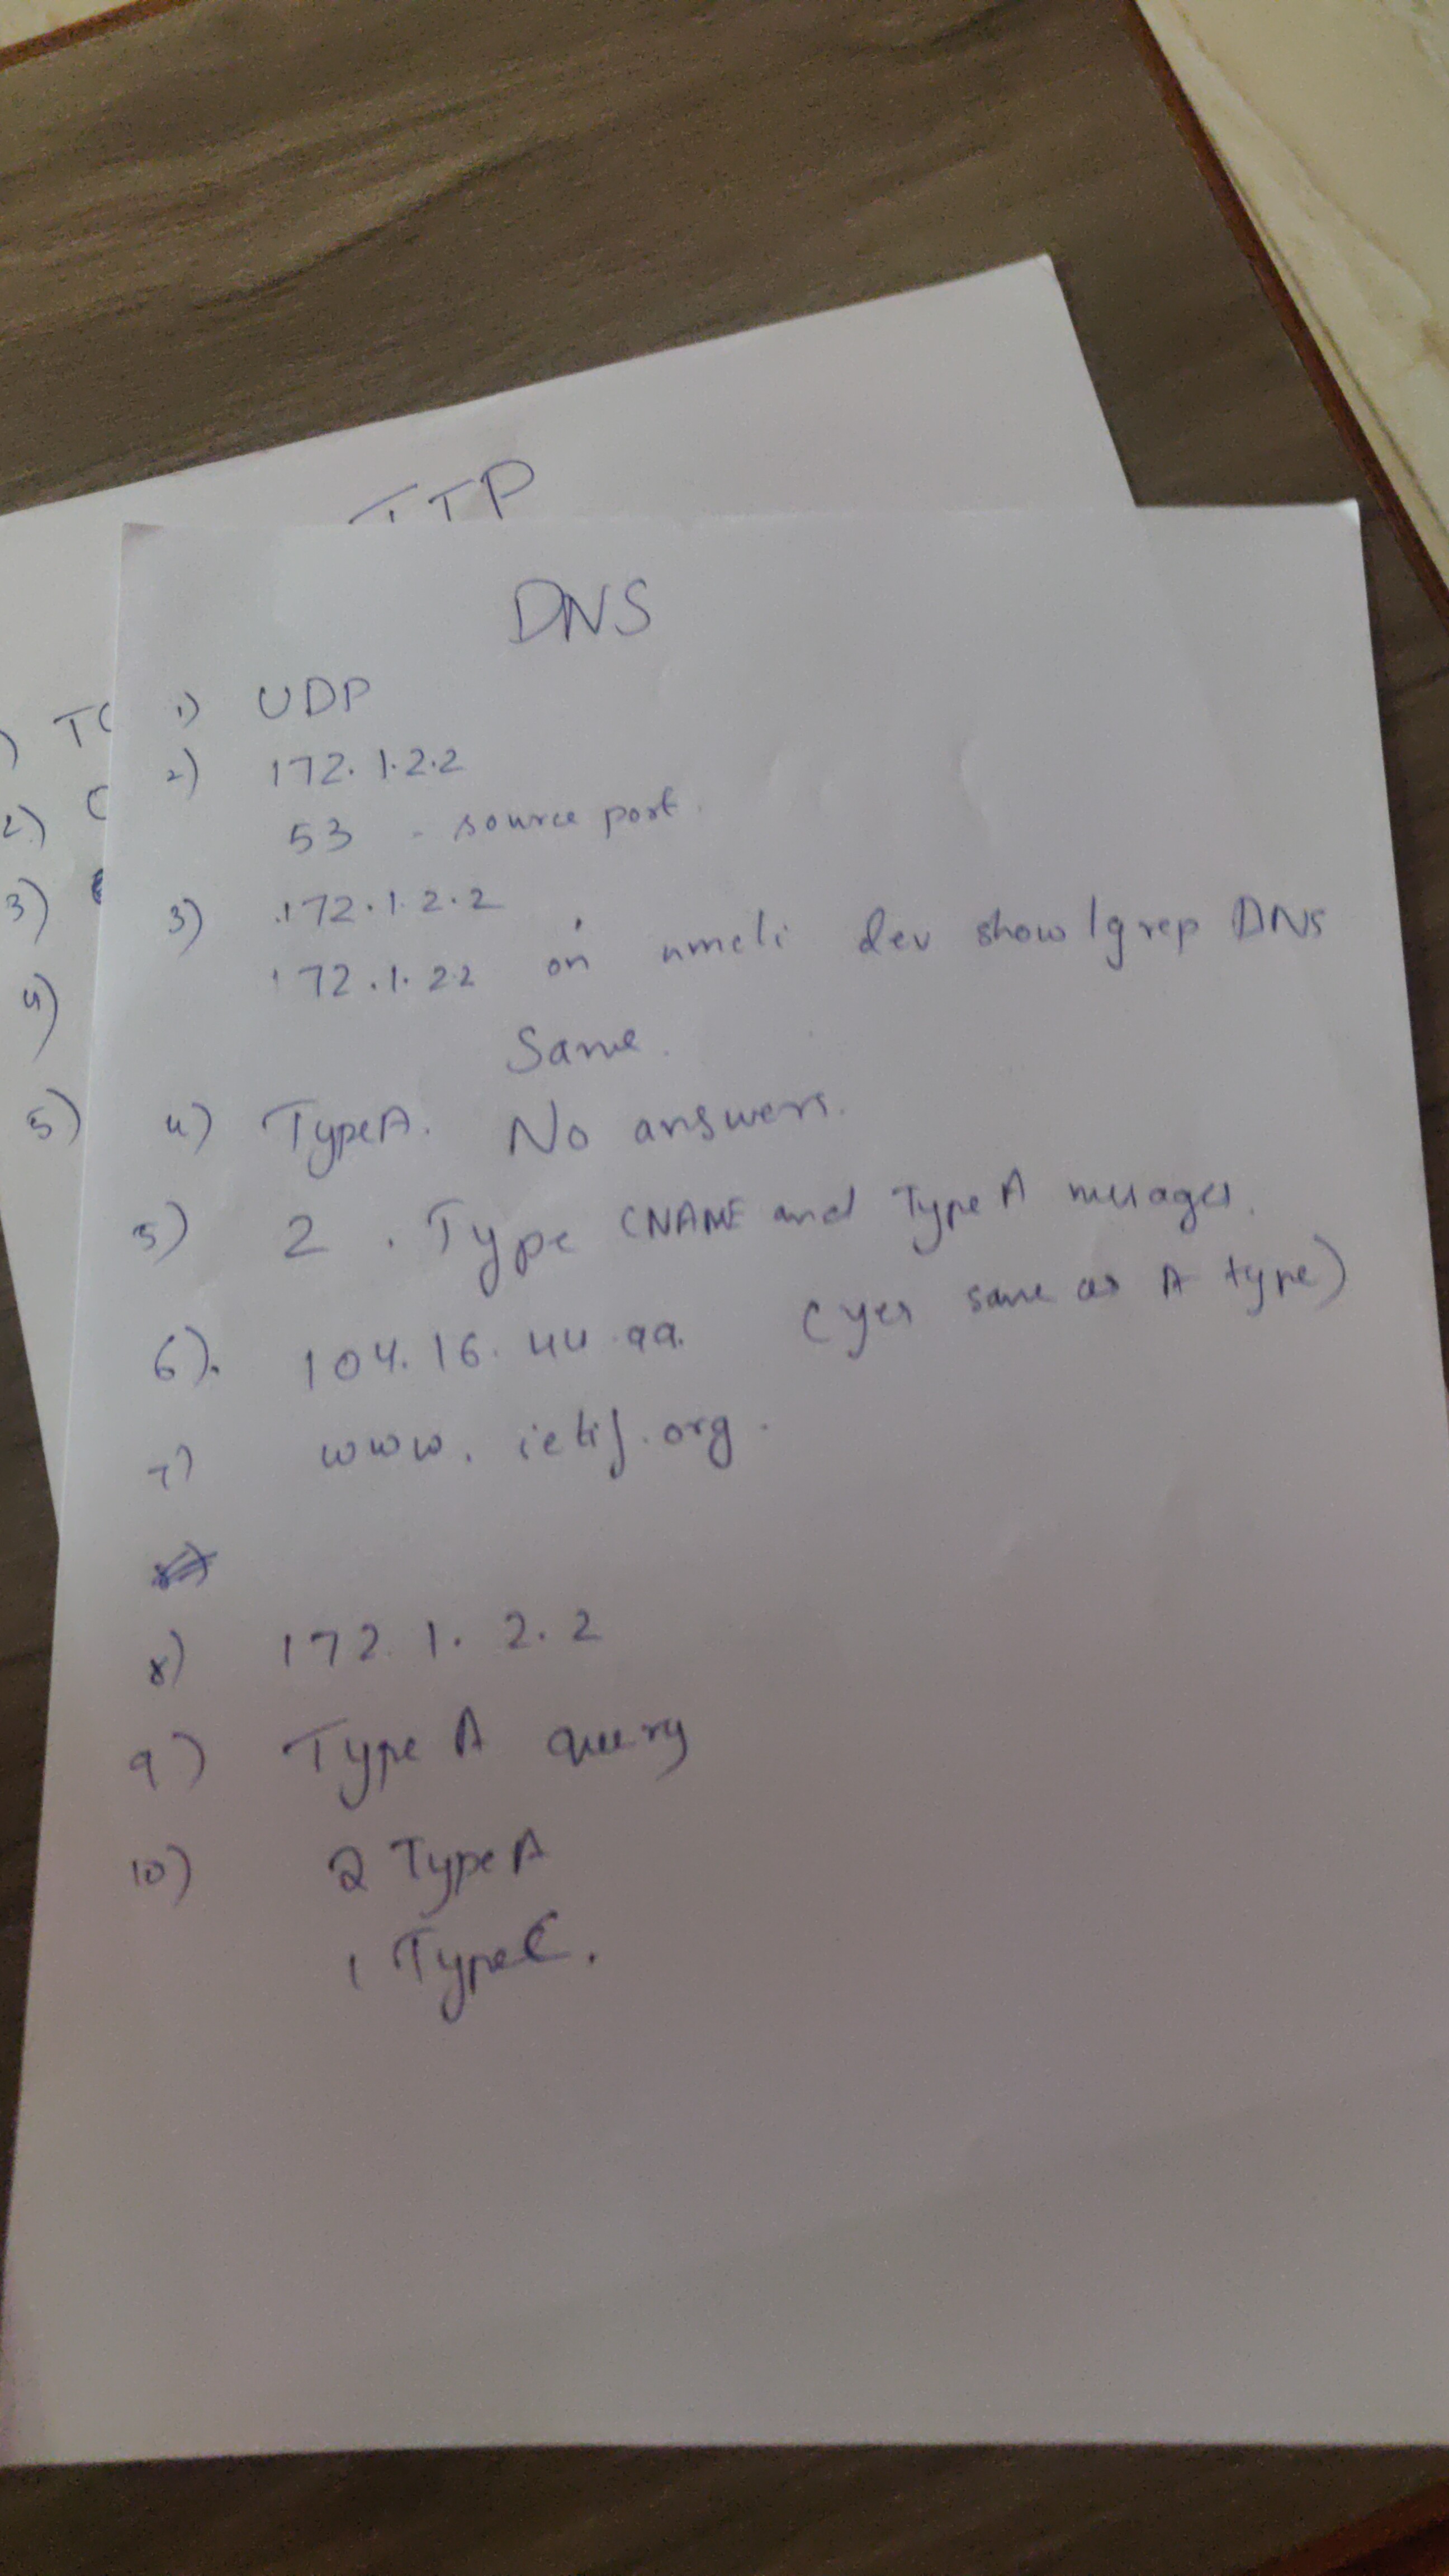 TTP
DNS
1) UDP
2) 172.1.2.2
53 - source port.
3) 172.1.2.2
172.1.22 on nmcli dev show |grep DNS
Same.
4) TypeA. No answers.
5) 2. Type CNAME and Type A messages.
6). 104.16.44.99. (yes same as A type)
7) www.ietf.org.
8) 172.1.2.2
9) Type A query
10) 2 Type A
1 TypeC.
) TC
2) C
3)
4)
5)